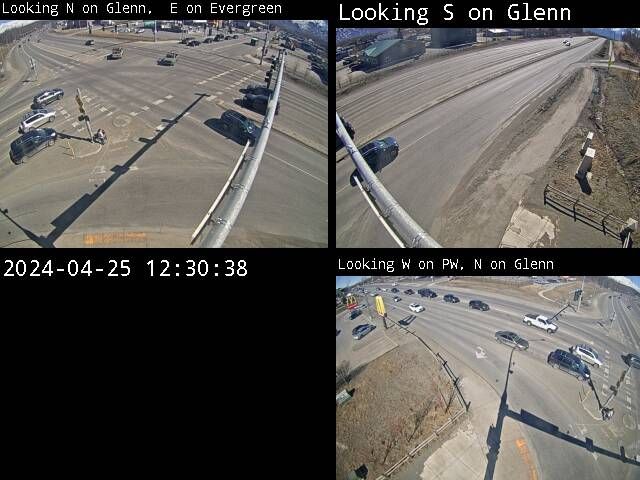 Looking N on Glenn,  E on Evergreen
Looking S on Glenn
2024-04-25 12:30:38
Looking W on PW, N on Glenn